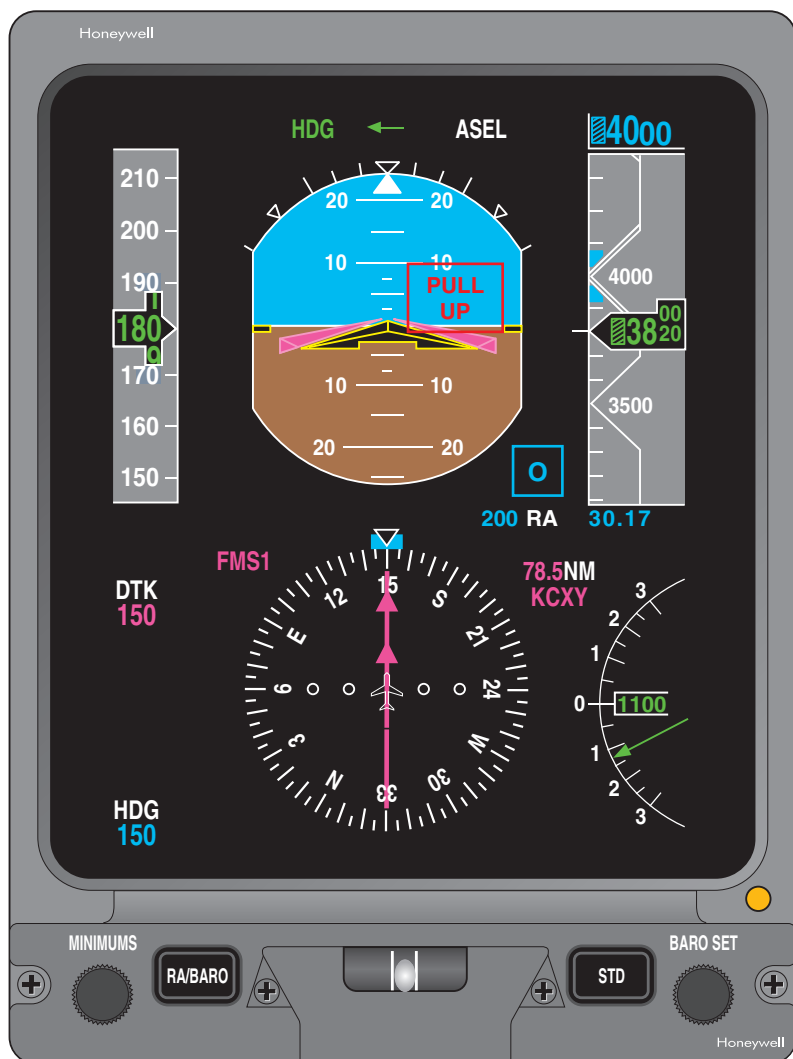 Honeywell
HDG ASEL 4000
210
200
190
180
170
160
150
20 20
10 10
PULL
UP
10 10
20 20
4000
38 00
20
3500
O
200 RA 30.17
FMS1
78.5NM
KCXY
DTK
150
12 15 S 21 24 W 30 33 N 3 6 E
3
2
1
0 1100
1
2
3
HDG
150
MINIMUMS BARO SET
RA/BARO STD
Honeywell